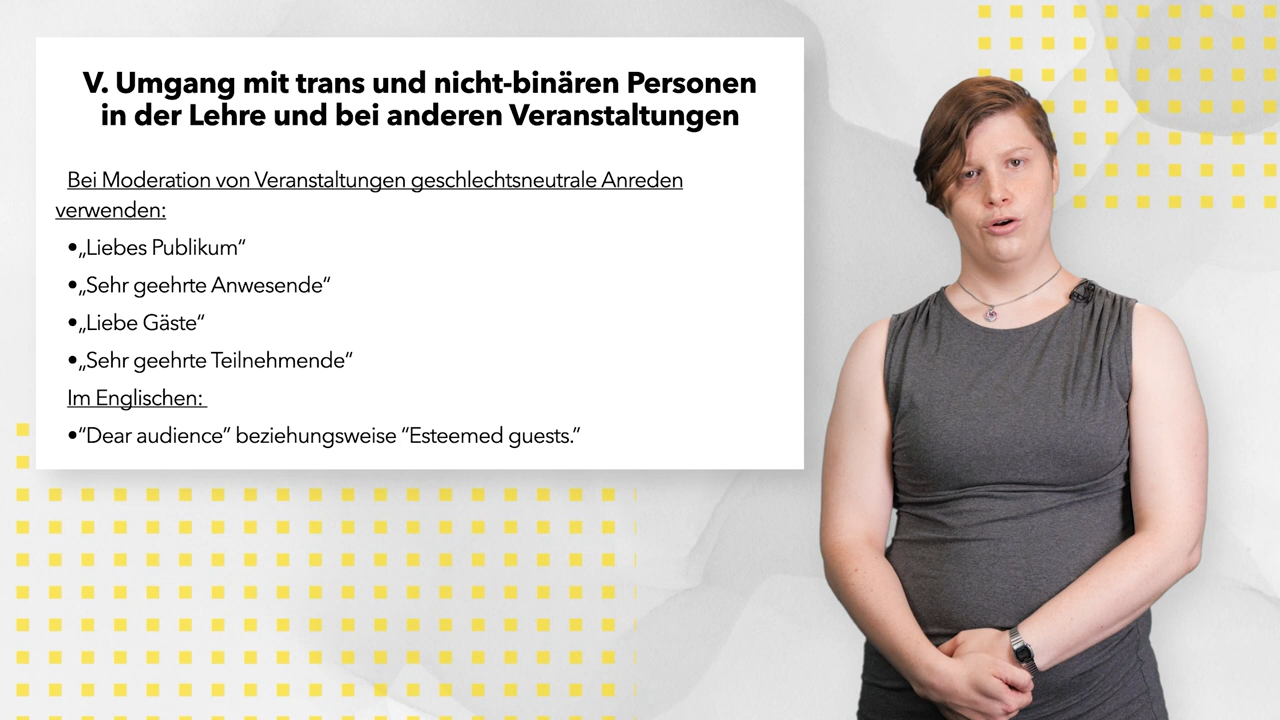 V. Umgang mit trans und nicht-binären Personen
in der Lehre und bei anderen Veranstaltungen
Bei Moderation von Veranstaltungen geschlechtsneutrale Anreden
verwenden:
•„Liebes Publikum“
•„Sehr geehrte Anwesende“
•„Liebe Gäste“
•„Sehr geehrte Teilnehmende“
Im Englischen:
•“Dear audience” beziehungsweise “Esteemed guests.”